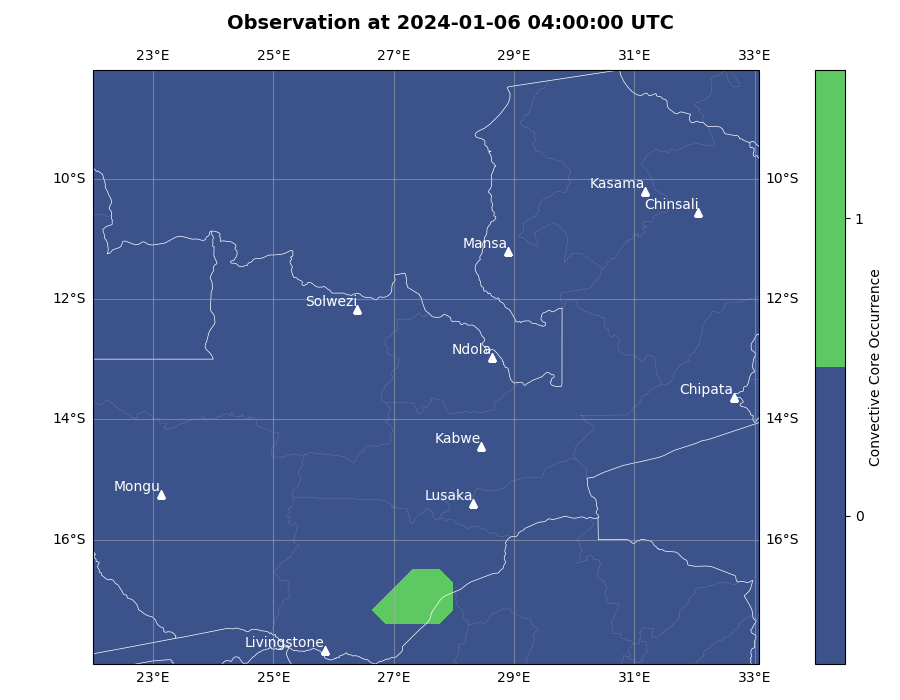 Observation at 2024-01-06 04:00:00 UTC
23°E 25°E 27°E 29°E 31°E 33°E
10°S 10°S
12°S 12°S
14°S 14°S
16°S 16°S
Kasama
Chinsali
Mansa
Solwezi
Ndola
Chipata
Kabwe
Mongu
Lusaka
Livingstone
23°E 25°E 27°E 29°E 31°E 33°E
1
0
Convective Core Occurrence